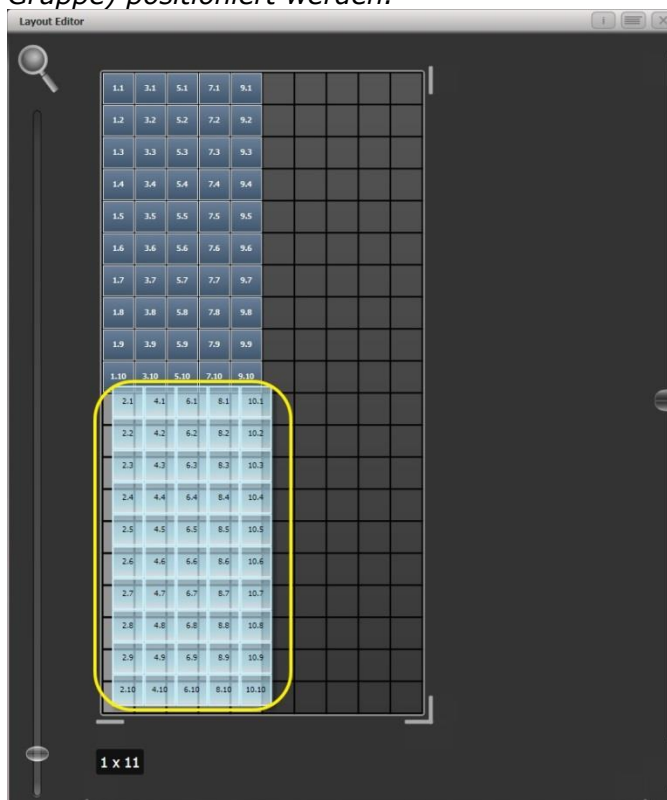 Gruppe) positioniert werden.
Layout Editor
1.1 3.1 5.1 7.1 9.1
1.2 3.2 5.2 7.2 9.2
1.3 3.3 5.3 7.3 9.3
1.4 3.4 5.4 7.4 9.4
1.5 3.5 5.5 7.5 9.5
1.6 3.6 5.6 7.6 9.6
1.7 3.7 5.7 7.7 9.7
1.8 3.8 5.8 7.8 9.8
1.9 3.9 5.9 7.9 9.9
1.10 3.10 5.10 7.10 9.10
2.1 4.1 6.1 8.1 10.1
2.2 4.2 6.2 8.2 10.2
2.3 4.3 6.3 8.3 10.3
2.4 4.4 6.4 8.4 10.4
2.5 4.5 6.5 8.5 10.5
2.6 4.6 6.6 8.6 10.6
2.7 4.7 6.7 8.7 10.7
2.8 4.8 6.8 8.8 10.8
2.9 4.9 6.9 8.9 10.9
2.10 4.10 6.10 8.10 10.10
1 x 11